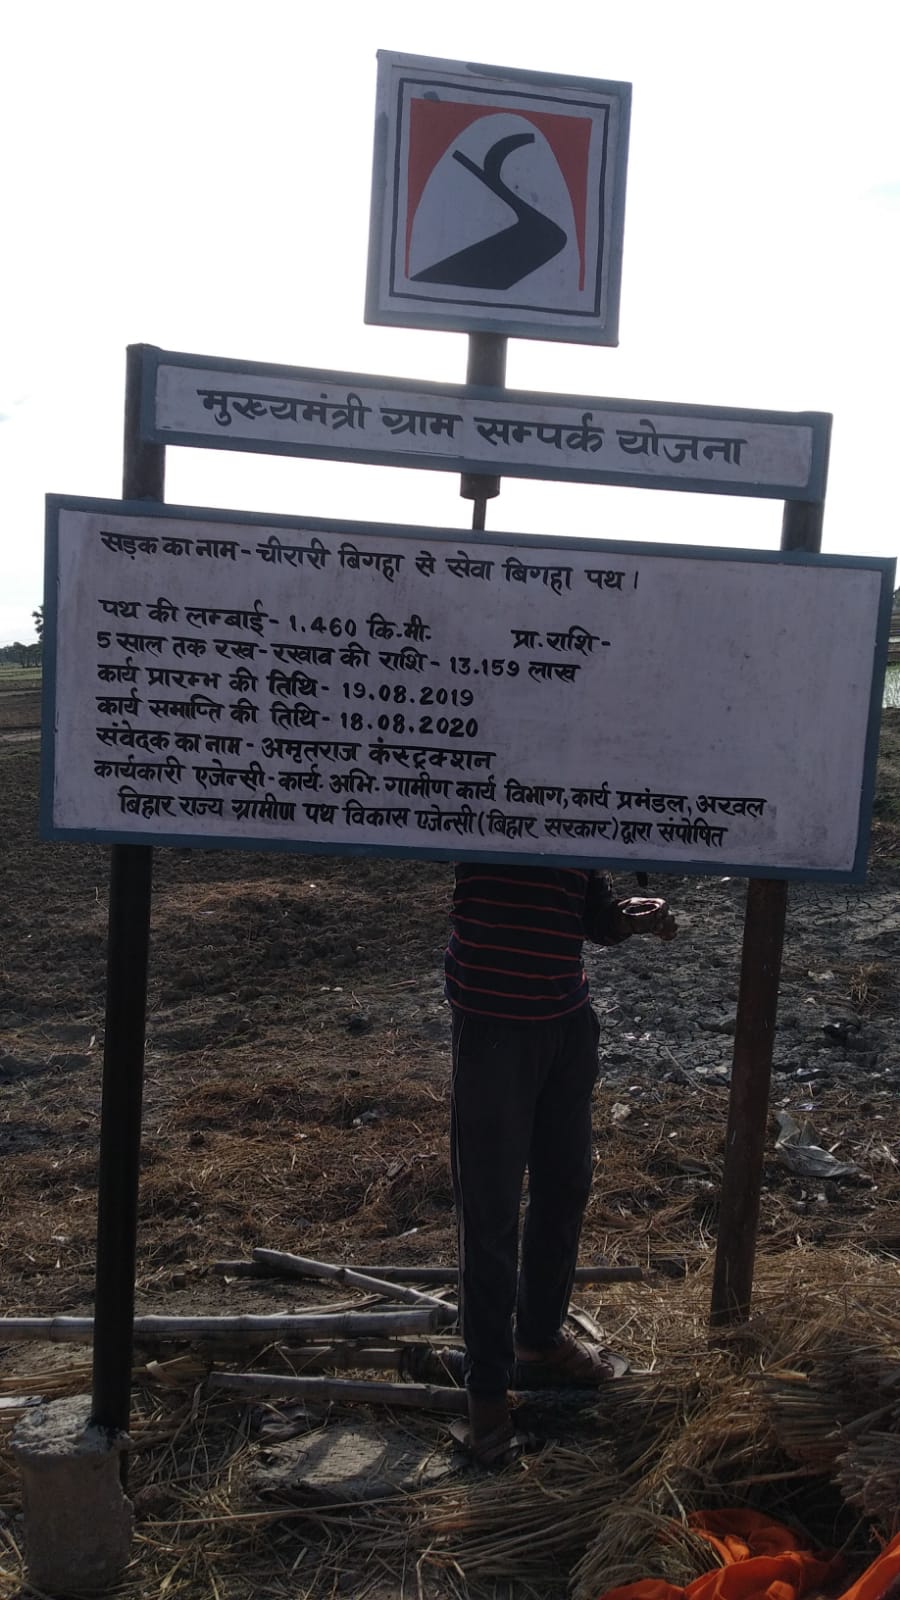 मुख्यमंत्री ग्राम सम्पर्क योजना
सड़क का नाम - चीरारी बिगहा से सेवा बिगहा पथ।
पथ की लम्बाई - 1.460 कि.मी. प्रा. राशि -
5 साल तक रख - रखाव की राशि - 13.159 लाख
कार्य प्रारम्भ की तिथि - 19.08.2019
कार्य समाप्ति की तिथि - 18.08.2020
संवेदक का नाम - अमृतराज कंस्ट्रक्शन
कार्यकारी एजेन्सी - कार्य. अभि. गामीण कार्य विभाग, कार्य प्रमंडल, अरवल
बिहार राज्य ग्रामीण पथ विकास एजेन्सी (बिहार सरकार) द्वारा संपोषित